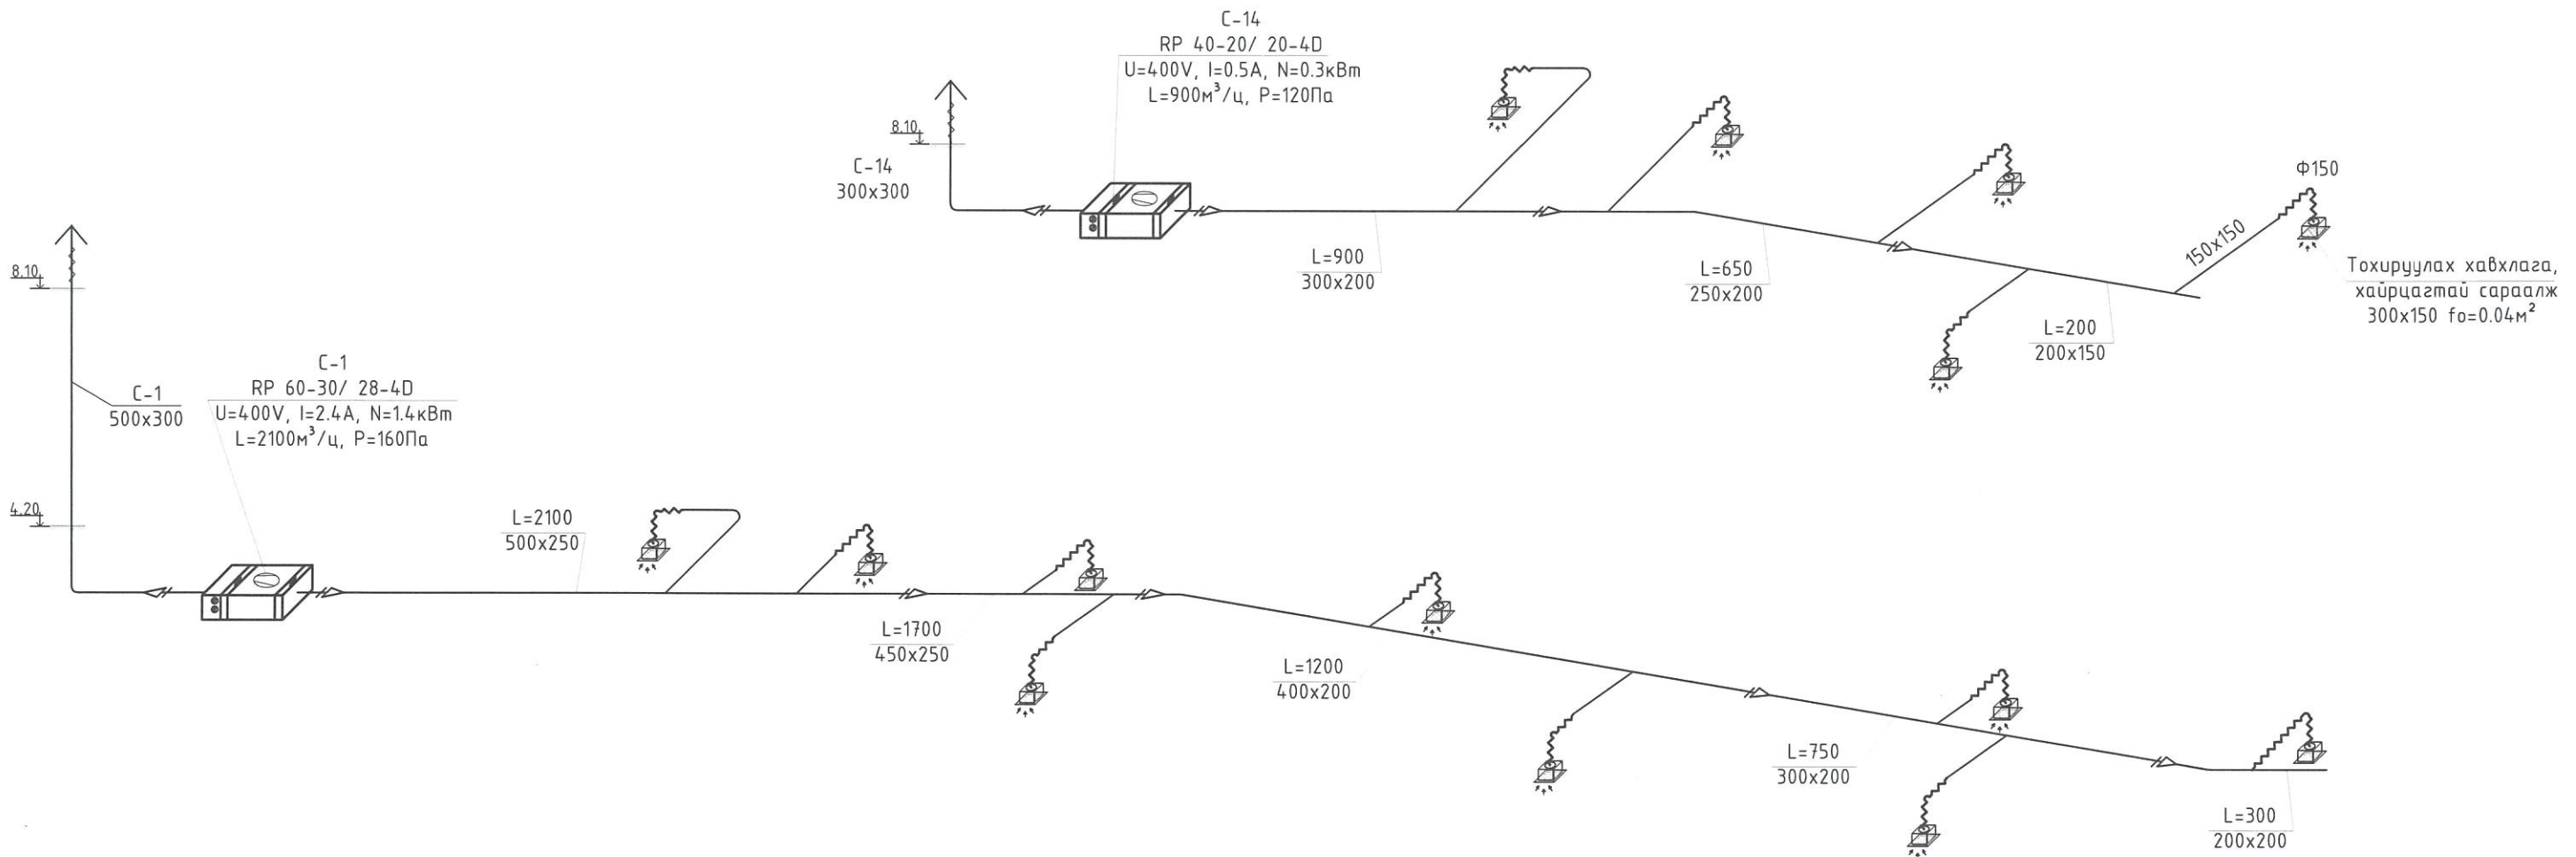 C-14
RP 40-20/ 20-4D
U=400V, I=0.5A, N=0.3кВт
L=900м³/ц, P=120Па
8.10
C-14
300x300
L=900
300x200
L=650
250x200
L=200
200x150
150x150
Ф150
Тохируулах хавхлага,
хайрцагтай сараалж
300x150 fo=0.04м²
8.10
4.20
C-1
500x300
C-1
RP 60-30/ 28-4D
U=400V, I=2.4A, N=1.4кВт
L=2100м³/ц, P=160Па
L=2100
500x250
L=1700
450x250
L=1200
400x200
L=750
300x200
L=300
200x200